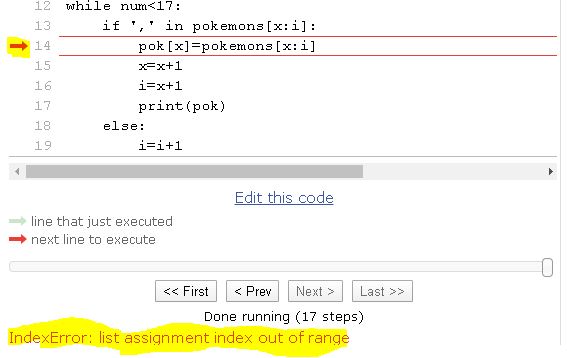 12 while num<17:
13 if ',' in pokemons[x:i]:
14 pok[x]=pokemons[x:i]
15 x=x+1
16 i=x+1
17 print(pok)
18 else:
19 i=i+1
Edit this code
line that just executed
next line to execute
<< First < Prev Next > Last >>
Done running (17 steps)
IndexError: list assignment index out of range